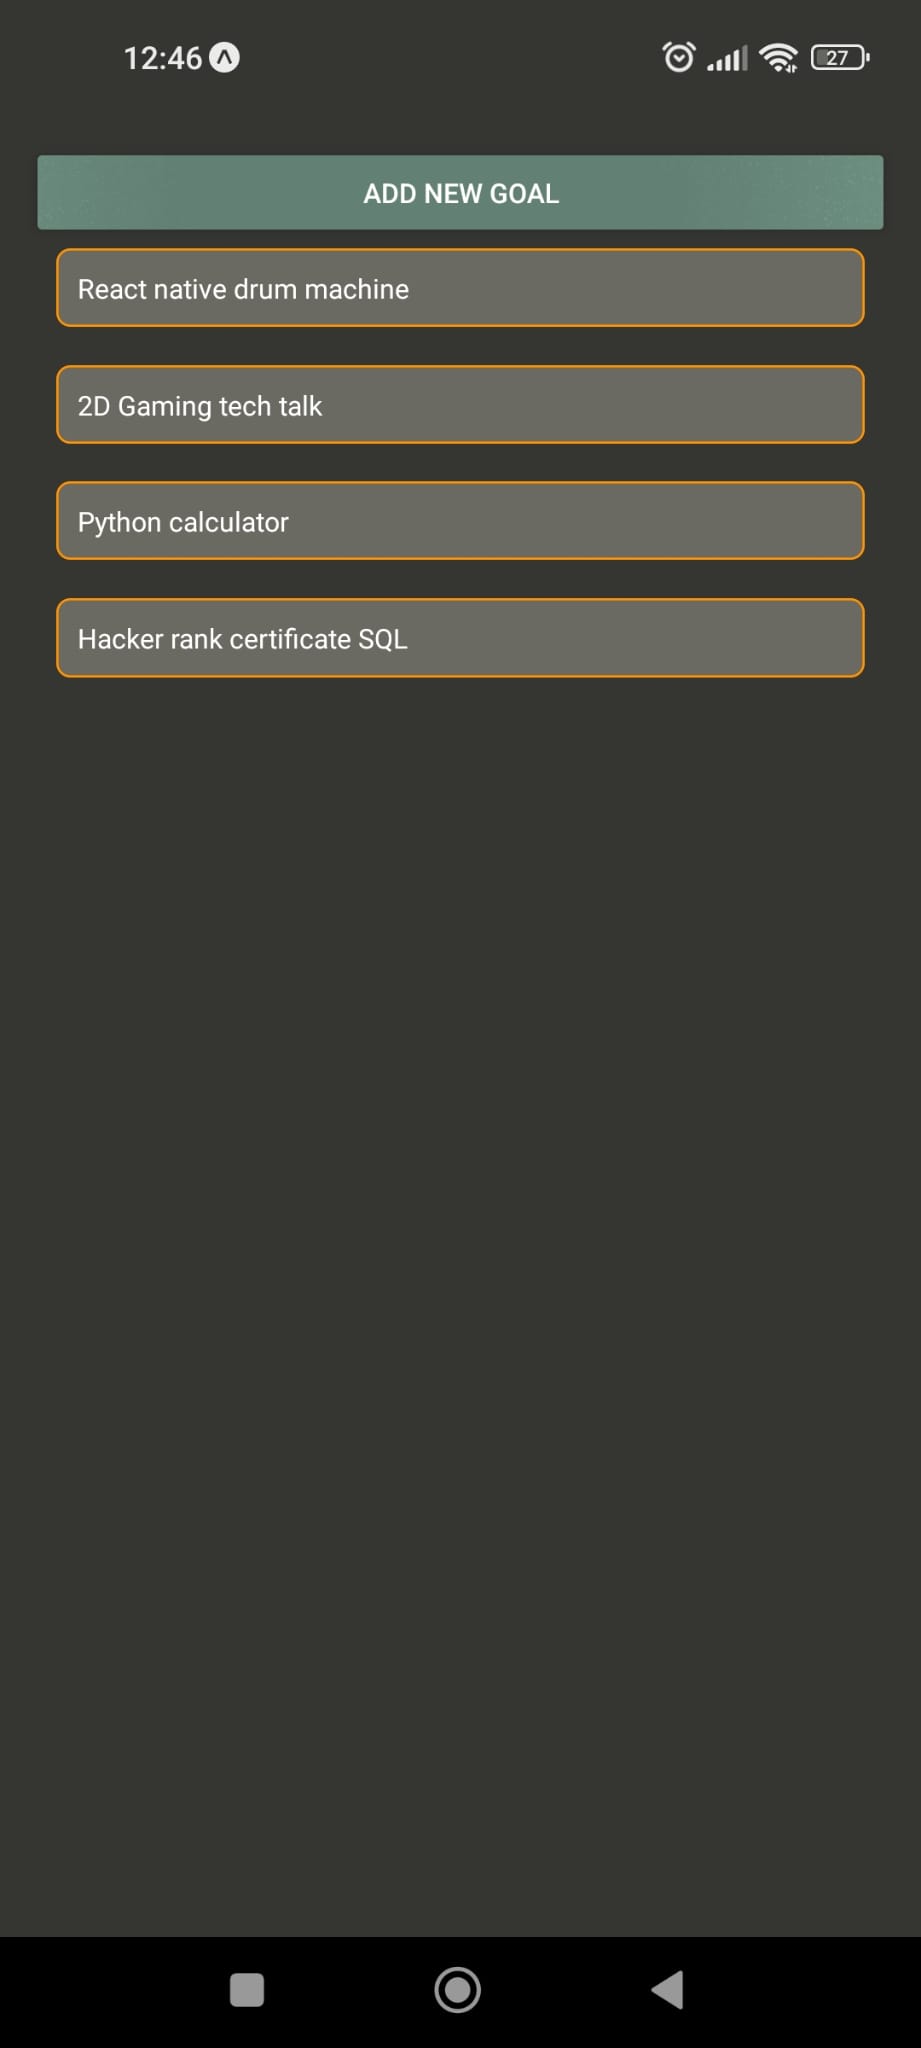 12:46
27
ADD NEW GOAL
React native drum machine
2D Gaming tech talk
Python calculator
Hacker rank certificate SQL